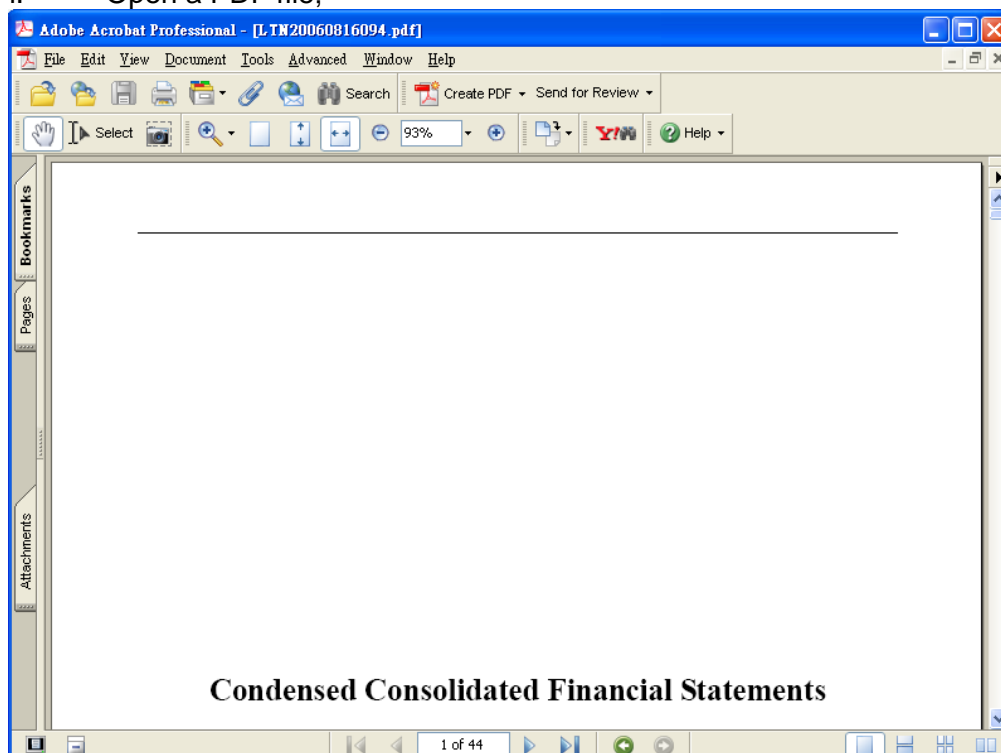 Open a PDF file,
Adobe Acrobat Professional - [LTN20060816094.pdf]
File Edit View Document Tools Advanced Window Help
Search Create PDF Send for Review
Select 93% Y! Help
Bookmarks
Pages
Attachments
Condensed Consolidated Financial Statements
1 of 44